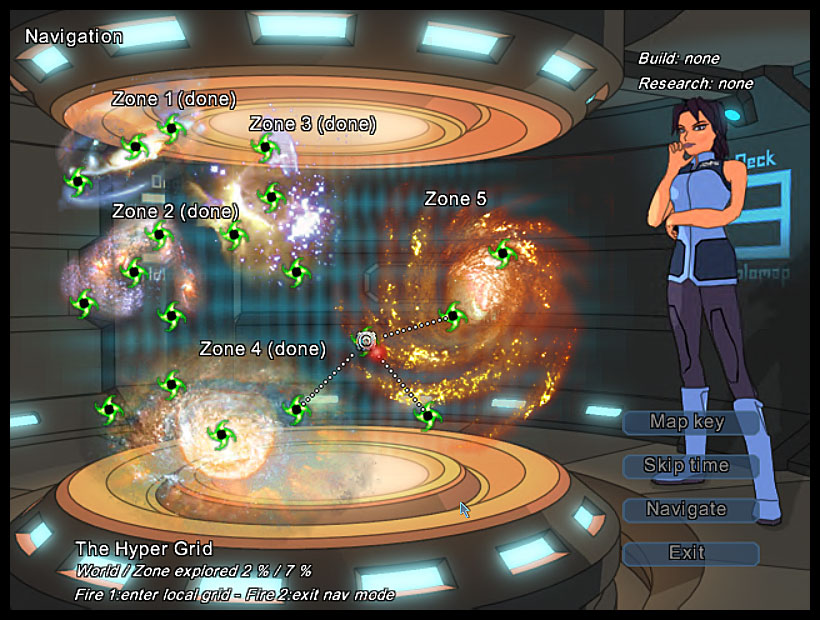 Navigation
Build: none
Research: none
Zone 1 (done)
Zone 3 (done)
Deck
3
Zone 5
Zone 2 (done)
Zone 4 (done)
Map key
Skip time
Navigate
Exit
The Hyper Grid
World / Zone explored 2 % / 7 %
Fire 1:enter local grid - Fire 2:exit nav mode